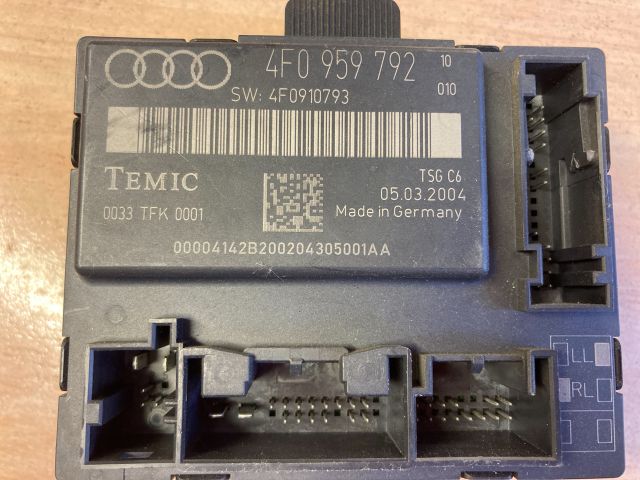 4F0 959 792 10
SW: 4F0910793 010
TEMIC TSG C6
05.03.2004
0033 TFK 0001 Made in Germany
00004142B200204305001AA
LL
RL